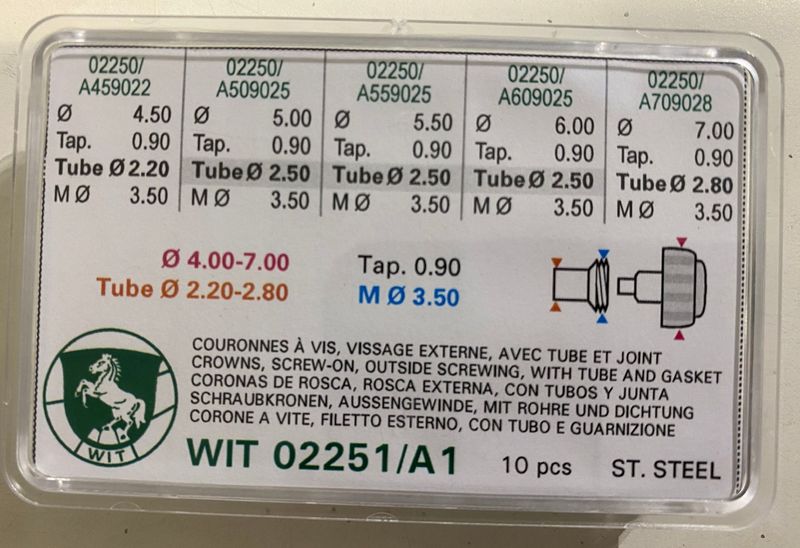 02250/ 02250/ 02250/ 02250/ 02250/
A459022 A509025 A559025 A609025 A709028
Ø 4.50 Ø 5.00 Ø 5.50 Ø 6.00 Ø 7.00
Tap. 0.90 Tap. 0.90 Tap. 0.90 Tap. 0.90 Tap. 0.90
Tube Ø 2.20 Tube Ø 2.50 Tube Ø 2.50 Tube Ø 2.50 Tube Ø 2.80
M Ø 3.50 M Ø 3.50 M Ø 3.50 M Ø 3.50 M Ø 3.50
Ø 4.00-7.00 Tap. 0.90
Tube Ø 2.20-2.80 M Ø 3.50
COURONNES À VIS, VISSAGE EXTERNE, AVEC TUBE ET JOINT
CROWNS, SCREW-ON, OUTSIDE SCREWING, WITH TUBE AND GASKET
CORONAS DE ROSCA, ROSCA EXTERNA, CON TUBOS Y JUNTA
SCHRAUBKRONEN, AUSSENGEWINDE, MIT ROHRE UND DICHTUNG
CORONE A VITE, FILETTO ESTERNO, CON TUBO E GUARNIZIONE
WIT
WIT 02251/A1 10 pcs ST. STEEL